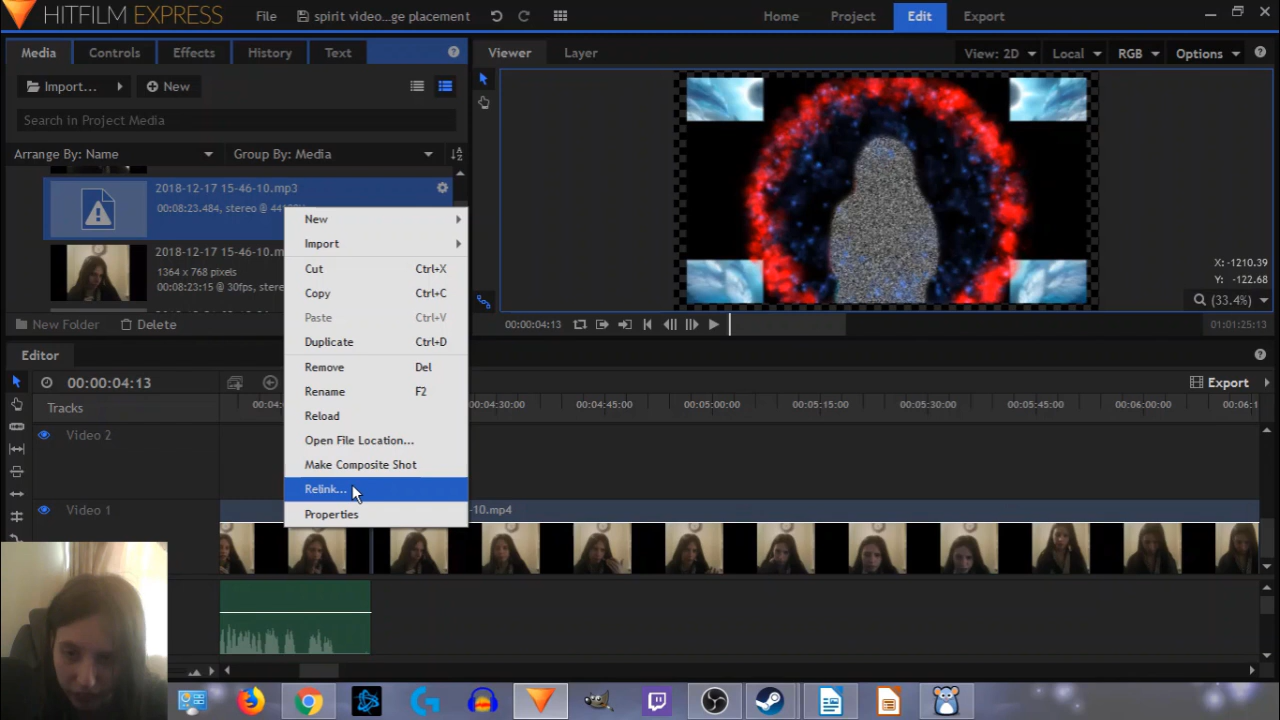 HITFILM EXPRESS
File
spirit video...ge placement
Home
Project
Edit
Export
Media
Controls
Effects
History
Text
Viewer
Layer
View: 2D
Local
RGB
Options
Import...
New
Search in Project Media
Arrange By: Name
Group By: Media
2018-12-17 15-46-10.mp3
00:08:23.484, stereo @ 44
2018-12-17 15-46-10.m
1364 x 768 pixels
00:08:23:15 @ 30fps,
New Folder
Delete
New
Import
Cut Ctrl+X
Copy Ctrl+C
Paste Ctrl+V
Duplicate Ctrl+D
Remove Del
Rename F2
Reload
Open File Location...
Make Composite Shot
Relink...
Properties
X: -1210.39
Y: -122.68
(33.4%)
00:00:04:13
01:01:25:13
Editor
00:00:04:13
Export
Tracks
00:04:
00:04:30:00
00:04:45:00
00:05:00:00
00:05:15:00
00:05:30:00
00:05:45:00
00:06:00:00
00:06:1
Video 2
Video 1
-10.mp4